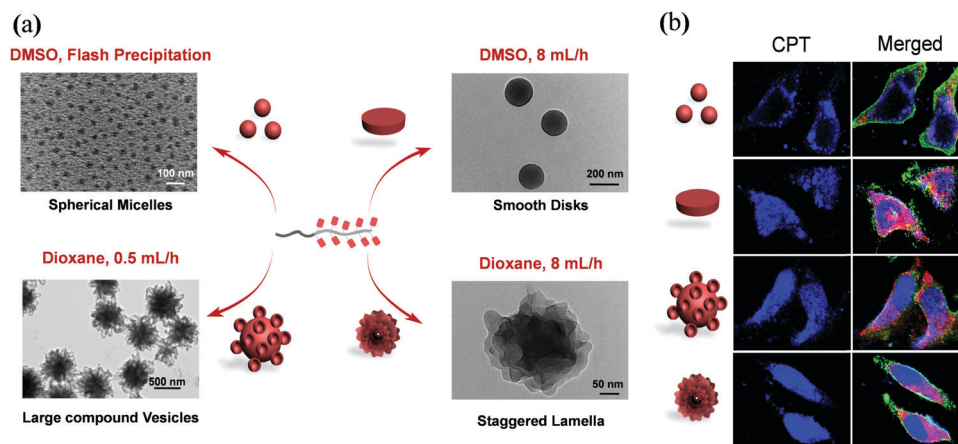 (a)
DMSO, Flash Precipitation
100 nm
Spherical Micelles
DMSO, 8 mL/h
200 nm
Smooth Disks
Dioxane, 0.5 mL/h
500 nm
Large compound Vesicles
Dioxane, 8 mL/h
50 nm
Staggered Lamella
(b)
CPT
Merged